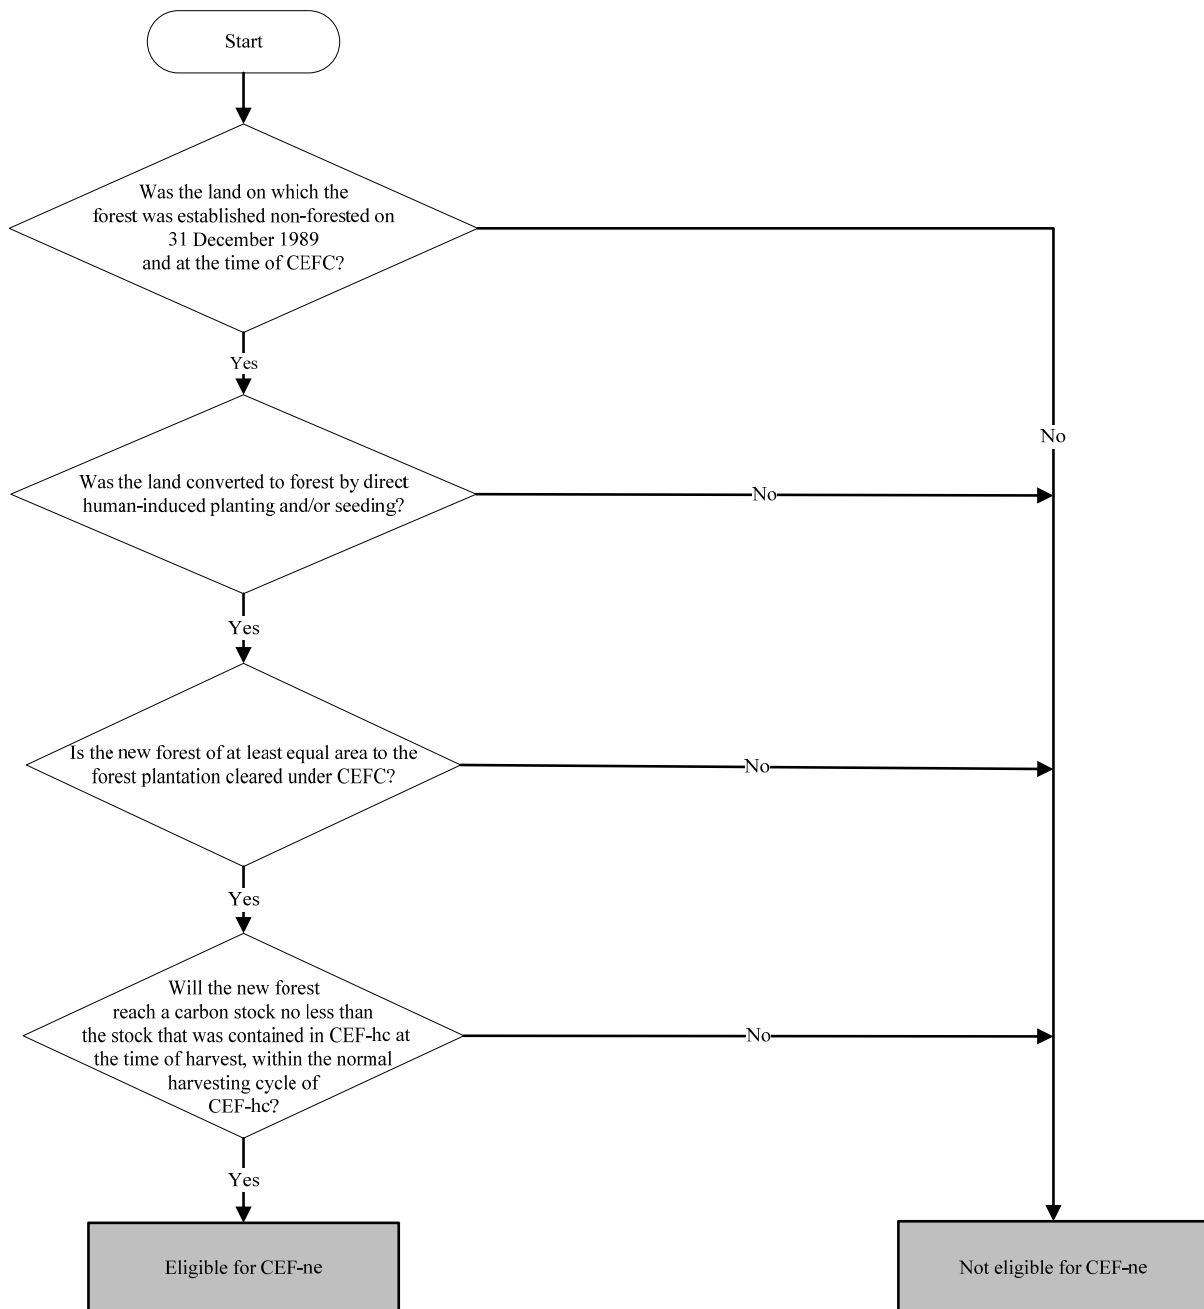 Start
Was the land on which the
forest was established non-forested on
31 December 1989
and at the time of CEFC?
Yes
No
Was the land converted to forest by direct
human-induced planting and/or seeding?
No
Yes
Is the new forest of at least equal area to the
forest plantation cleared under CEFC?
No
Yes
Will the new forest
reach a carbon stock no less than
the stock that was contained in CEF-hc at
the time of harvest, within the normal
harvesting cycle of
CEF-hc?
No
Yes
Eligible for CEF-ne
Not eligible for CEF-ne